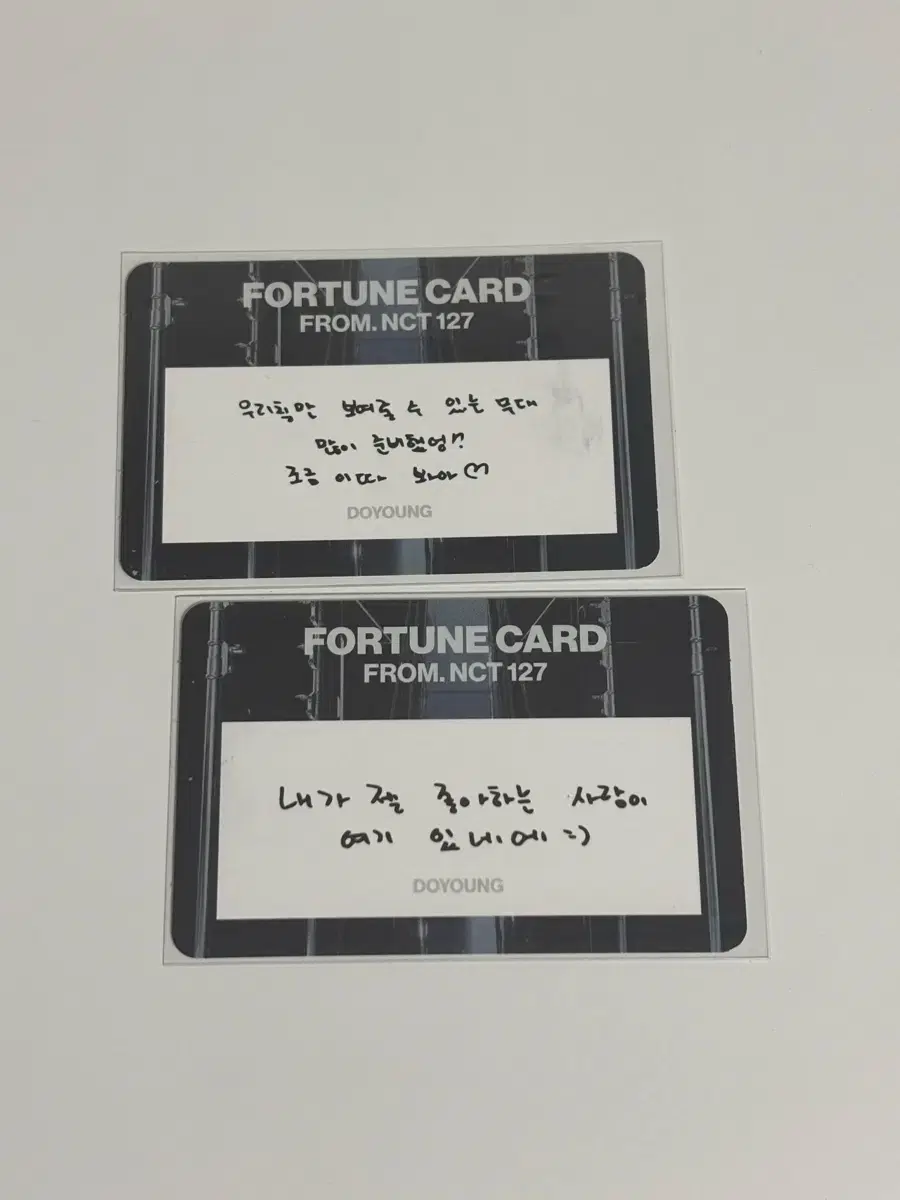 FORTUNE CARD
FROM. NCT 127
우리칠만 보여줄 수 있는 무대
많이 준비했엉!!
조금 이따 봐아♡
DOYOUNG
FORTUNE CARD
FROM. NCT 127
내가 젤 좋아하는 사람이
여기 있네에 =)
DOYOUNG